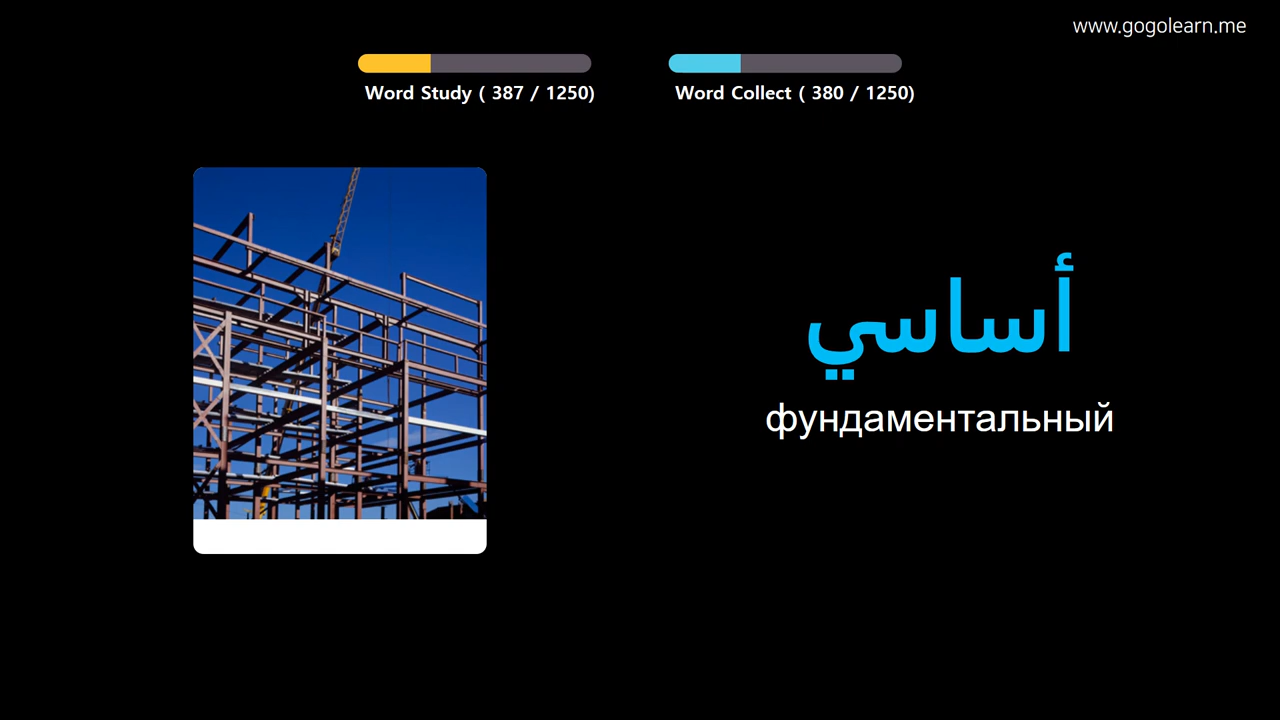 www.gogolearn.me
Word Study ( 387 / 1250)
Word Collect ( 380 / 1250)
أساسي
фундаментальный